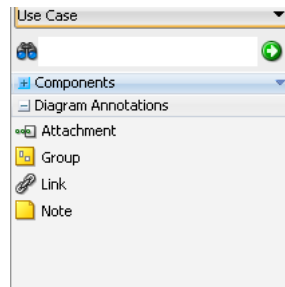 Use Case
Components
Diagram Annotations
Attachment
Group
Link
Note